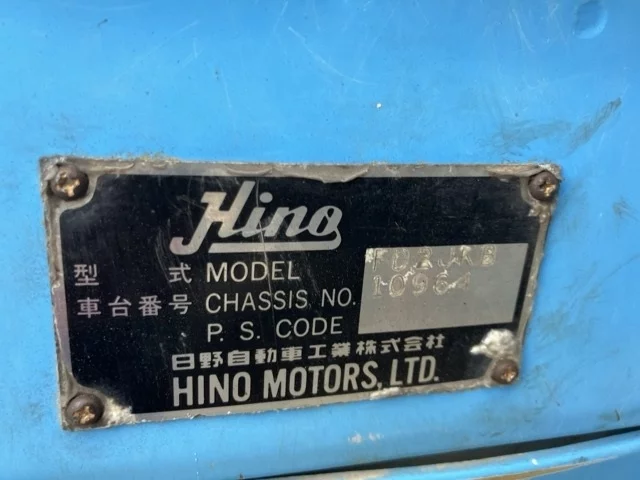 Hino
型 式 MODEL FD2JKB
車台番号 CHASSIS NO. 10964
P. S. CODE
日野自動車工業株式会社
HINO MOTORS, LTD.